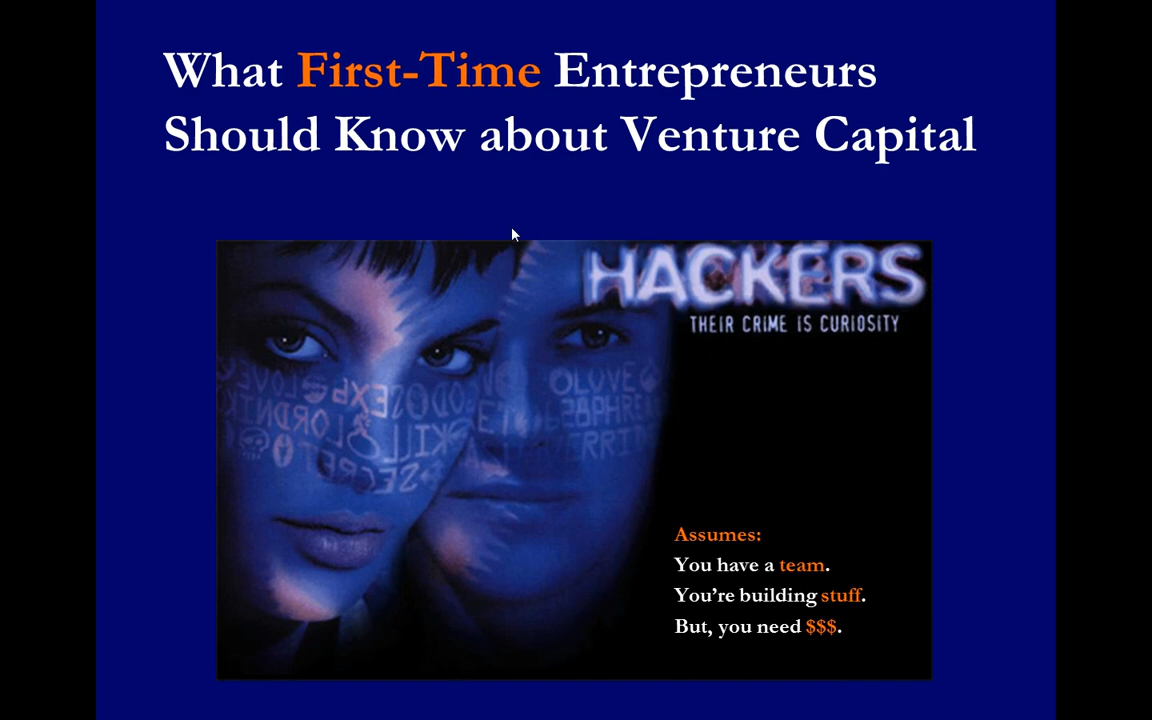 What First-Time Entrepreneurs
Should Know about Venture Capital
HACKERS
THEIR CRIME IS CURIOSITY
LOVE
Assumes:
You have a team.
You’re building stuff.
But, you need $$$.